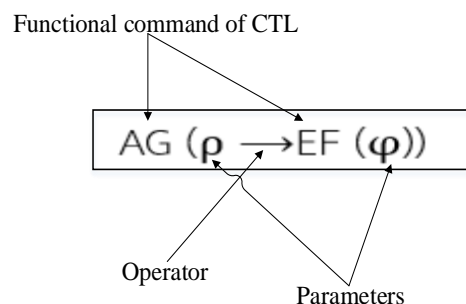 Functional command of CTL
AG (ρ ⟶EF (φ))
Operator
Parameters